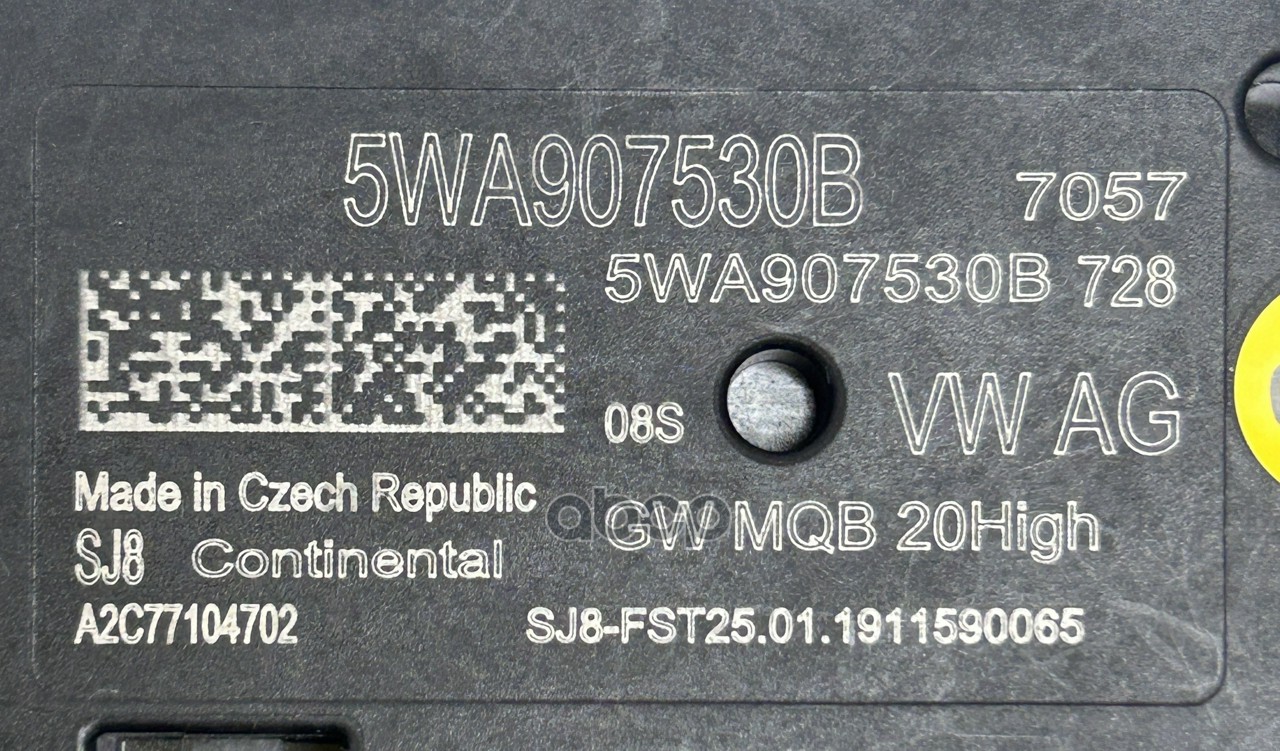 5WA907530B
7057
5WA907530B 728
08S
VW AG
Made in Czech Republic
GW MQB 20High
SJ8 Continental
A2C77104702
SJ8-FST25.01.1911590065